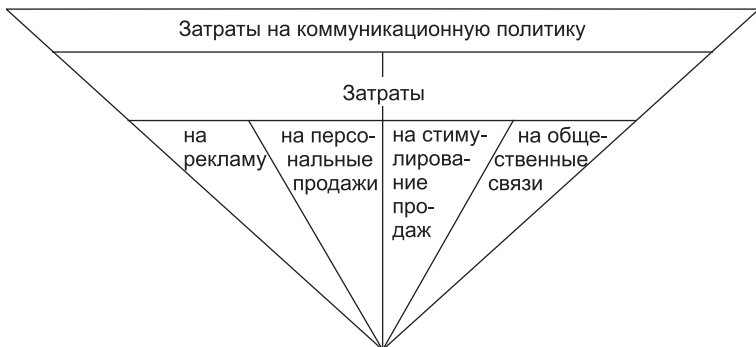 Затраты на коммуникационную политику
Затраты
на
рекламу
на персо-
нальные
продажи
на стиму-
лирова-
ние
про-
даж
на обще-
ственные
связи